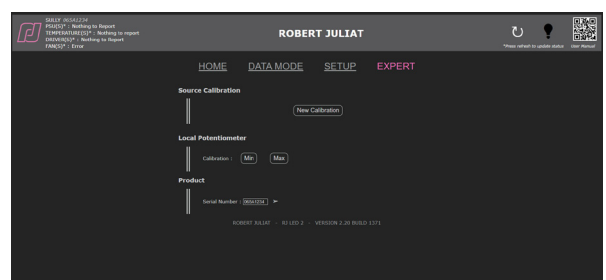 SULLY 06SA1234
PSU(S)* : Nothing to Report
TEMPERATURE(S)* : Nothing to report
DRIVER(S)* : Nothing to Report
FAN(S)* : Error
ROBERT JULIAT
*Press refresh to update status
User Manual
HOME DATA MODE SETUP EXPERT
Source Calibration
New Calibration
Local Potentiometer
Calibration : Min Max
Product
Serial Number : 06SA1234
ROBERT JULIAT - RJ LED 2 - VERSION 2.20 BUILD 1371